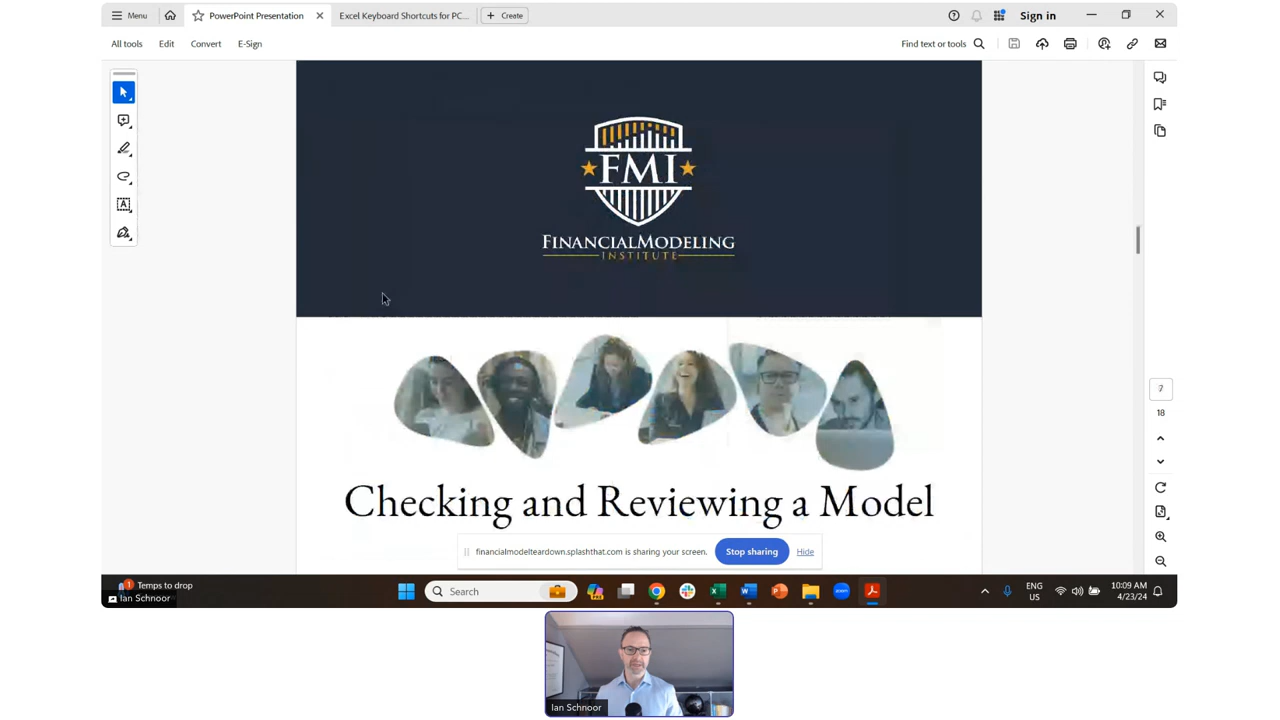 Menu
PowerPoint Presentation
Excel Keyboard Shortcuts for PC...
Create
Sign in
All tools
Edit
Convert
E-Sign
Find text or tools
FMI
FINANCIALMODELING
INSTITUTE
7
18
Checking and Reviewing a Model
financialmodelteardown.splashthat.com is sharing your screen.
Stop sharing
Hide
1
Temps to drop
Ian Schnoor
Search
ENG
US
10:09 AM
4/23/24
Ian Schnoor